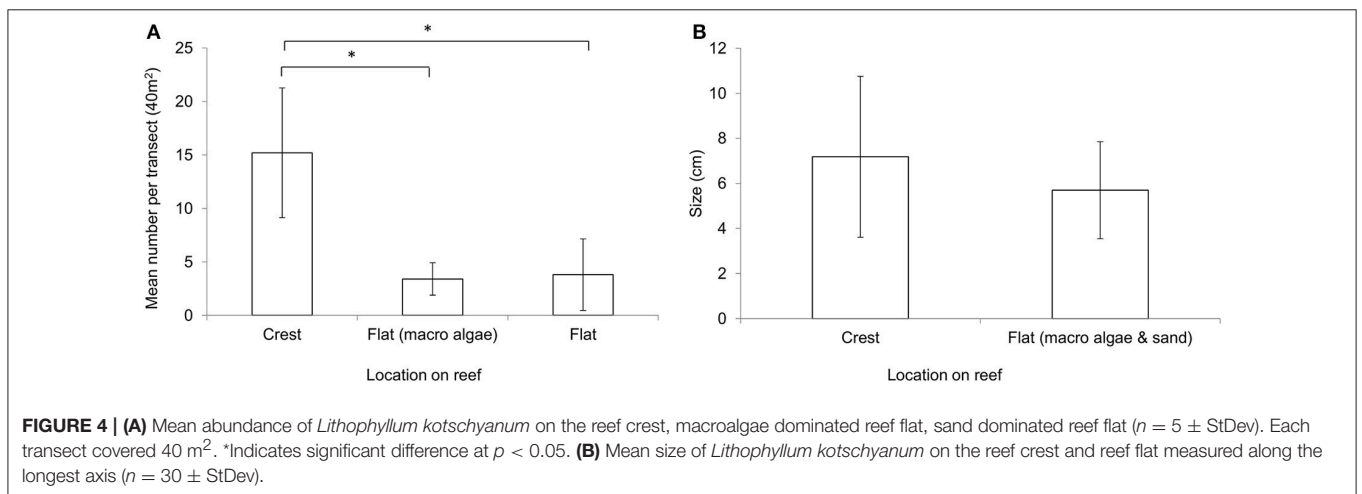 A
25
20
15
10
5
0
Mean number per transect (40m²)
*
*
Crest
Flat (macro algae)
Flat
Location on reef
B
12
10
8
6
4
2
0
Size (cm)
Crest
Flat (macro algae & sand)
Location on reef
FIGURE 4 | (A) Mean abundance of Lithophyllum kotschyanum on the reef crest, macroalgae dominated reef flat, sand dominated reef flat (n = 5 ± StDev). Each
transect covered 40 m². *Indicates significant difference at p < 0.05. (B) Mean size of Lithophyllum kotschyanum on the reef crest and reef flat measured along the
longest axis (n = 30 ± StDev).